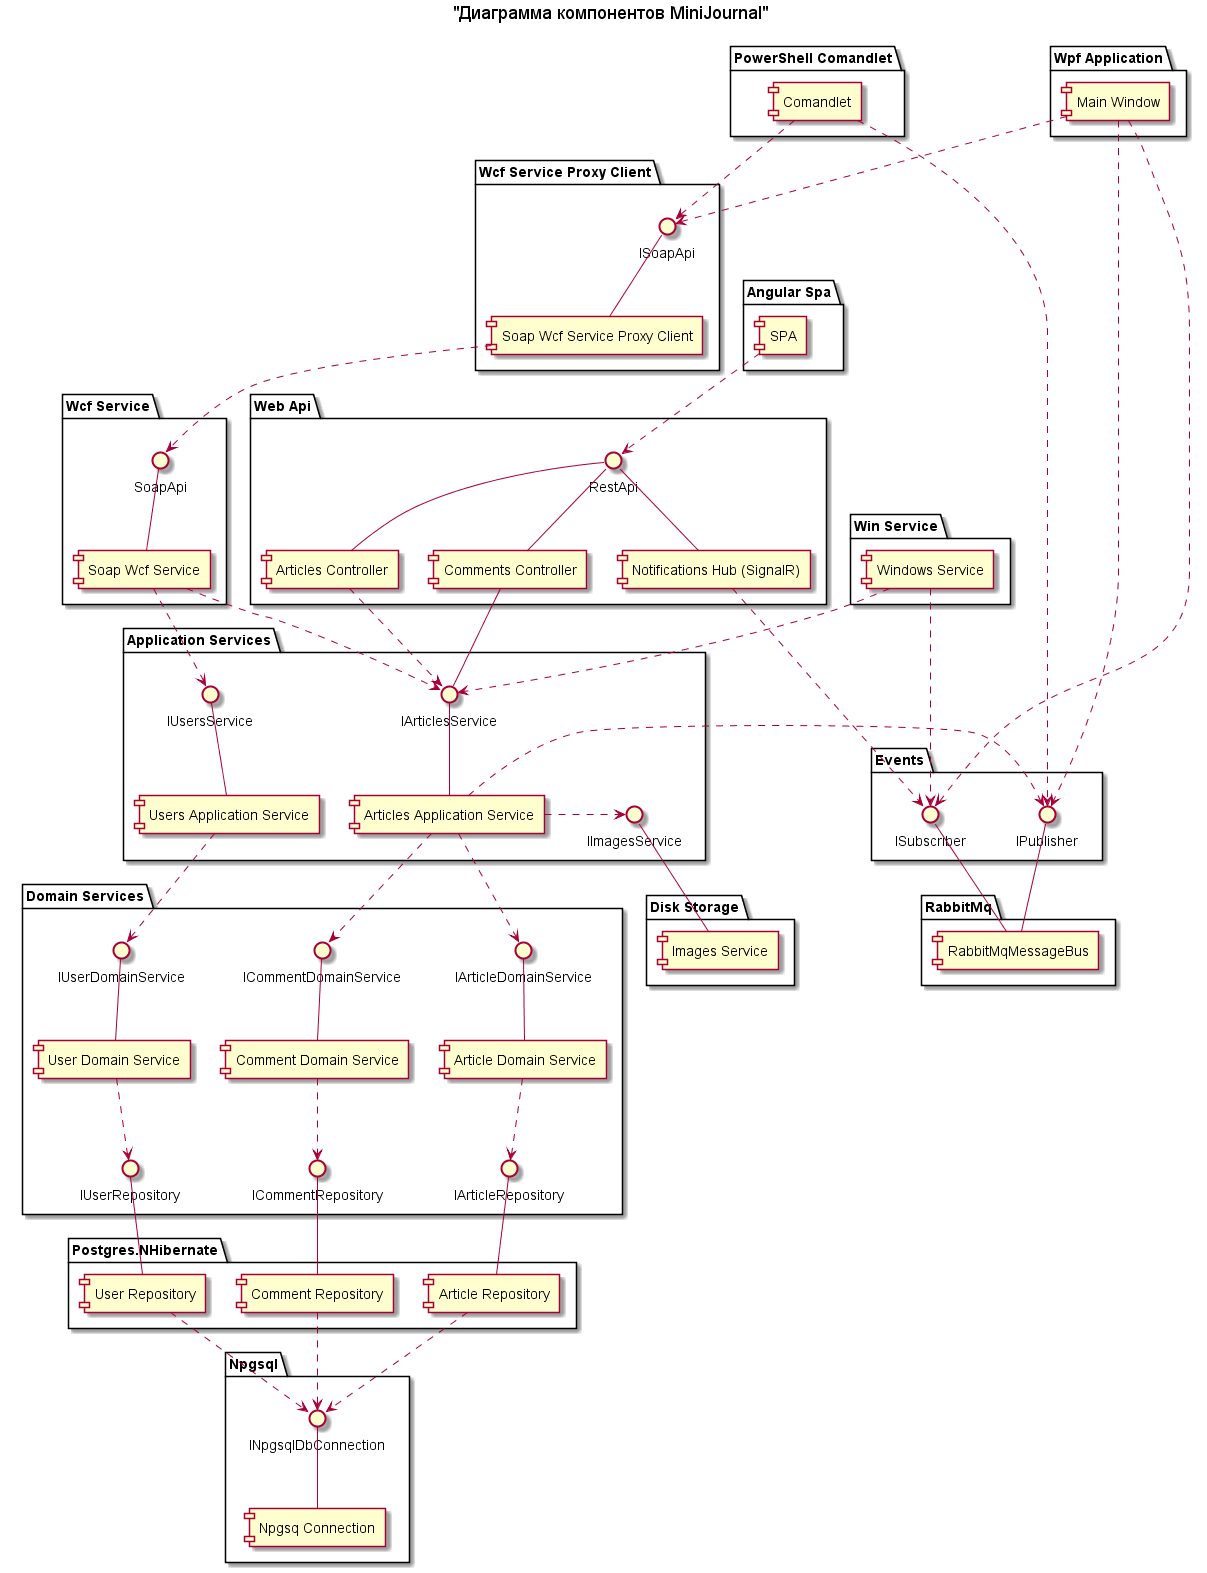 "Диаграмма компонентов MiniJournal"
PowerShell Comandlet
Comandlet
Wpf Application
Main Window
Wcf Service Proxy Client
ISoapApi
Soap Wcf Service Proxy Client
Angular Spa
SPA
Wcf Service
SoapApi
Soap Wcf Service
Web Api
RestApi
Articles Controller
Comments Controller
Notifications Hub (SignalR)
Win Service
Windows Service
Application Services
IUsersService
IArticlesService
Users Application Service
Articles Application Service
IImagesService
Events
ISubscriber
IPublisher
Domain Services
IUserDomainService
ICommentDomainService
IArticleDomainService
User Domain Service
Comment Domain Service
Article Domain Service
IUserRepository
ICommentRepository
IArticleRepository
Disk Storage
Images Service
RabbitMq
RabbitMqMessageBus
Postgres.NHibernate
User Repository
Comment Repository
Article Repository
Npgsql
INpgsqlDbConnection
Npgsq Connection